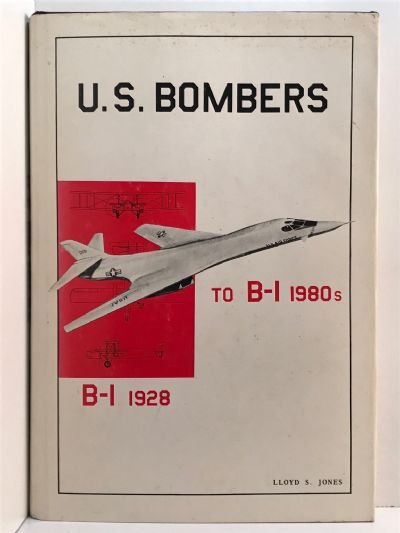 U.S. BOMBERS
TO B-1 1980s
B-1 1928
LLOYD S. JONES